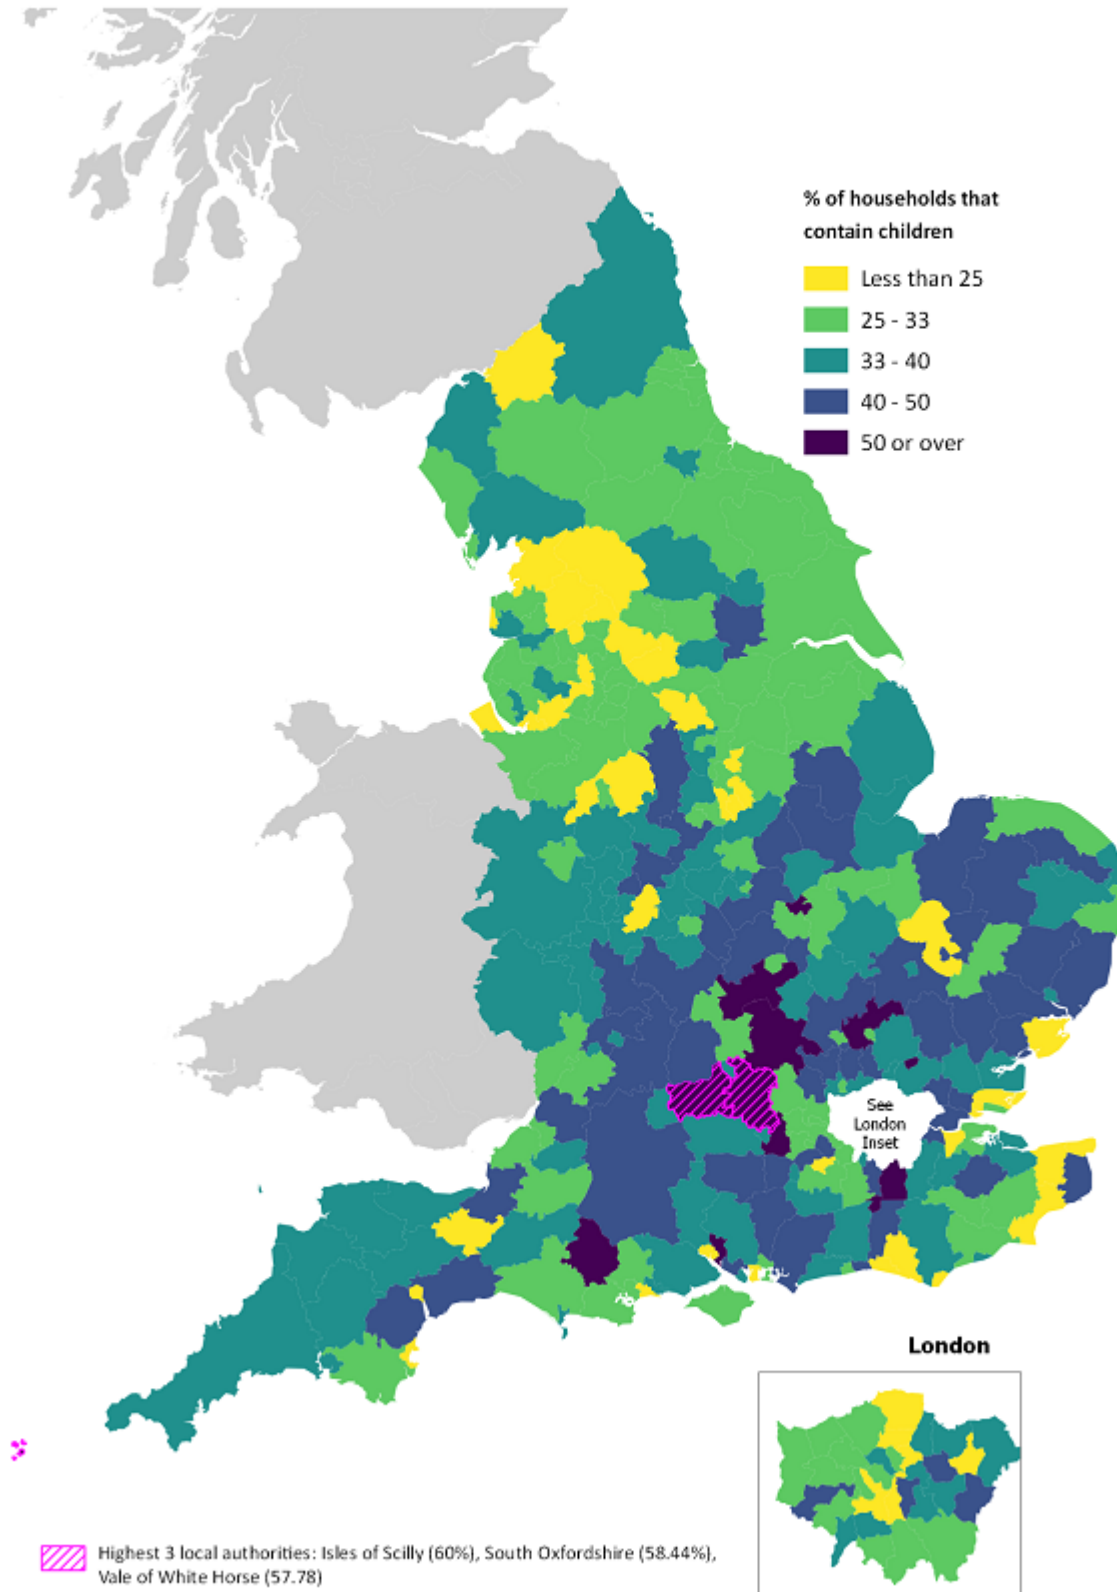 % of households that
contain children
Less than 25
25 - 33
33 - 40
40 - 50
50 or over
See
London
Inset
London
Highest 3 local authorities: Isles of Scilly (60%), South Oxfordshire (58.44%),
Vale of White Horse (57.78)